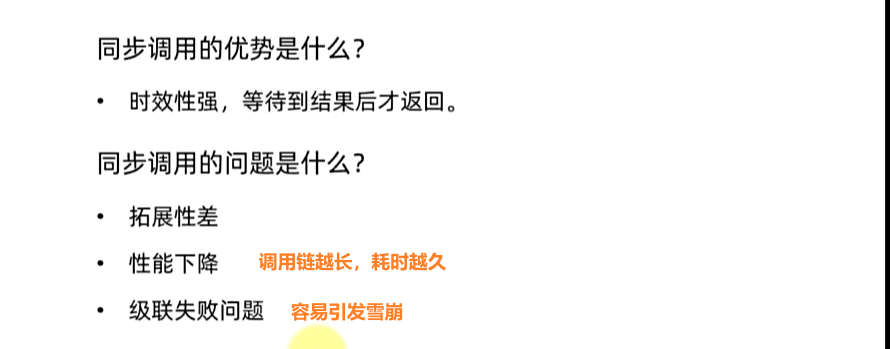 同步调用的优势是什么？
• 时效性强，等待到结果后才返回。
同步调用的问题是什么？
• 拓展性差
• 性能下降 调用链越长，耗时越久
• 级联失败问题 容易引发雪崩